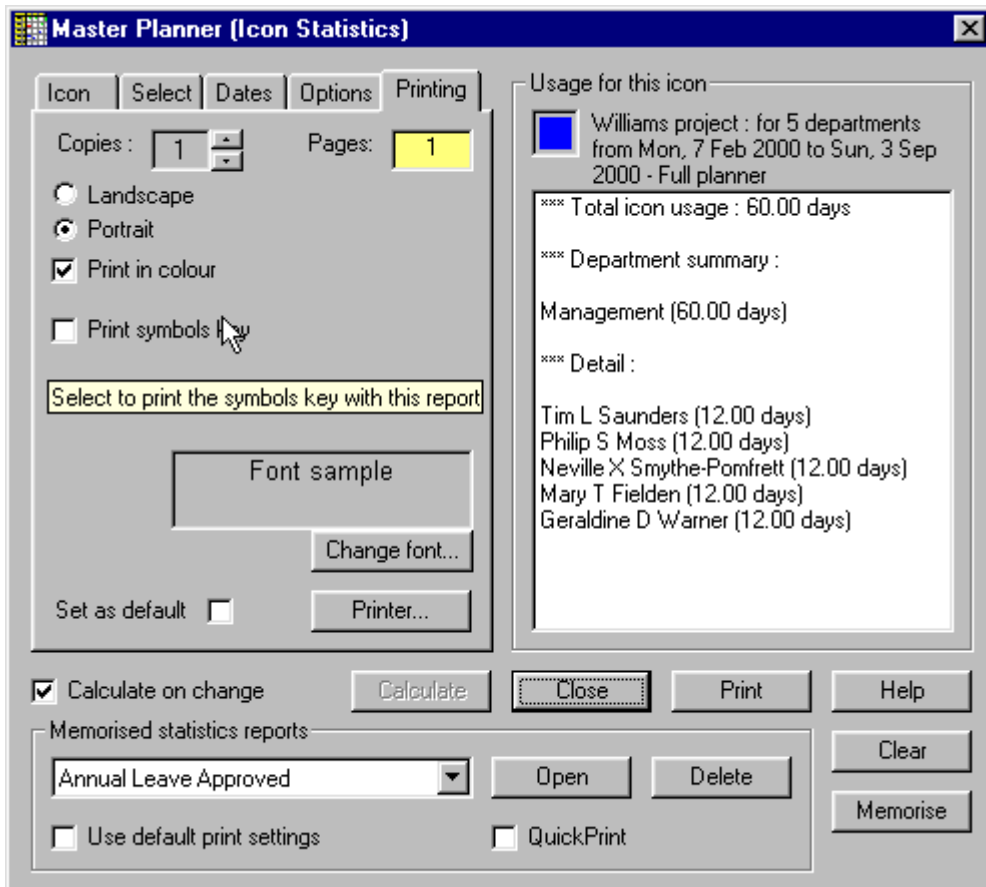 Master Planner (Icon Statistics)
Icon
Select
Dates
Options
Printing
Copies :
1
Pages:
1
Landscape
Portrait
Print in colour
Print symbols
Select to print the symbols key with this report
Font sample
Change font...
Set as default
Printer...
Usage for this icon
Williams project : for 5 departments
from Mon, 7 Feb 2000 to Sun, 3 Sep
2000 - Full planner
*** Total icon usage : 60.00 days
*** Department summary :
Management (60.00 days)
*** Detail :
Tim L Saunders (12.00 days)
Philip S Moss (12.00 days)
Neville X Smythe-Pomfrett (12.00 days)
Mary T Fielden (12.00 days)
Geraldine D Warner (12.00 days)
Calculate on change
Calculate
Close
Print
Help
Memorised statistics reports
Annual Leave Approved
Open
Delete
Clear
Memorise
Use default print settings
QuickPrint